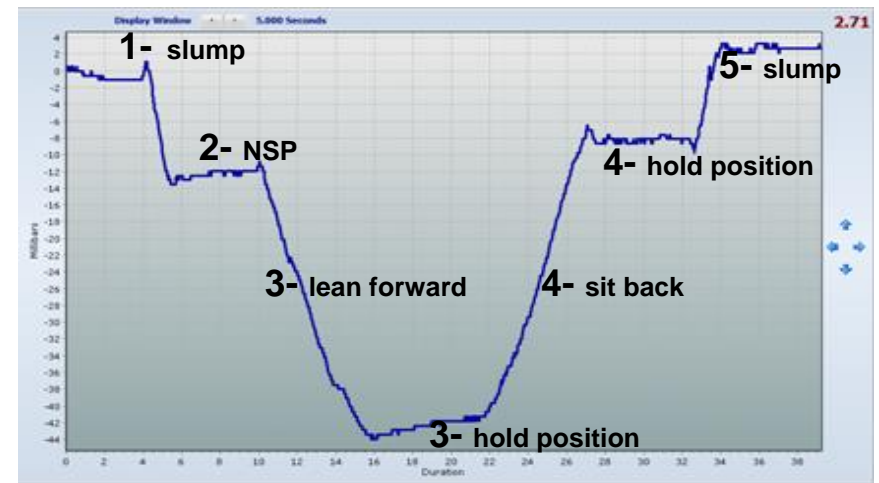 Display Window 5.000 Seconds
2.71
1- slump
2- NSP
3- lean forward
3- hold position
4- sit back
4- hold position
5- slump
Millibars
4
2
0
-2
-4
-6
-8
-10
-12
-14
-16
-18
-20
-22
-24
-26
-28
-30
-32
-34
-36
-38
-40
-42
-44
0 2 4 6 8 10 12 14 16 18 20 22 24 26 28 30 32 34 36 38
Duration